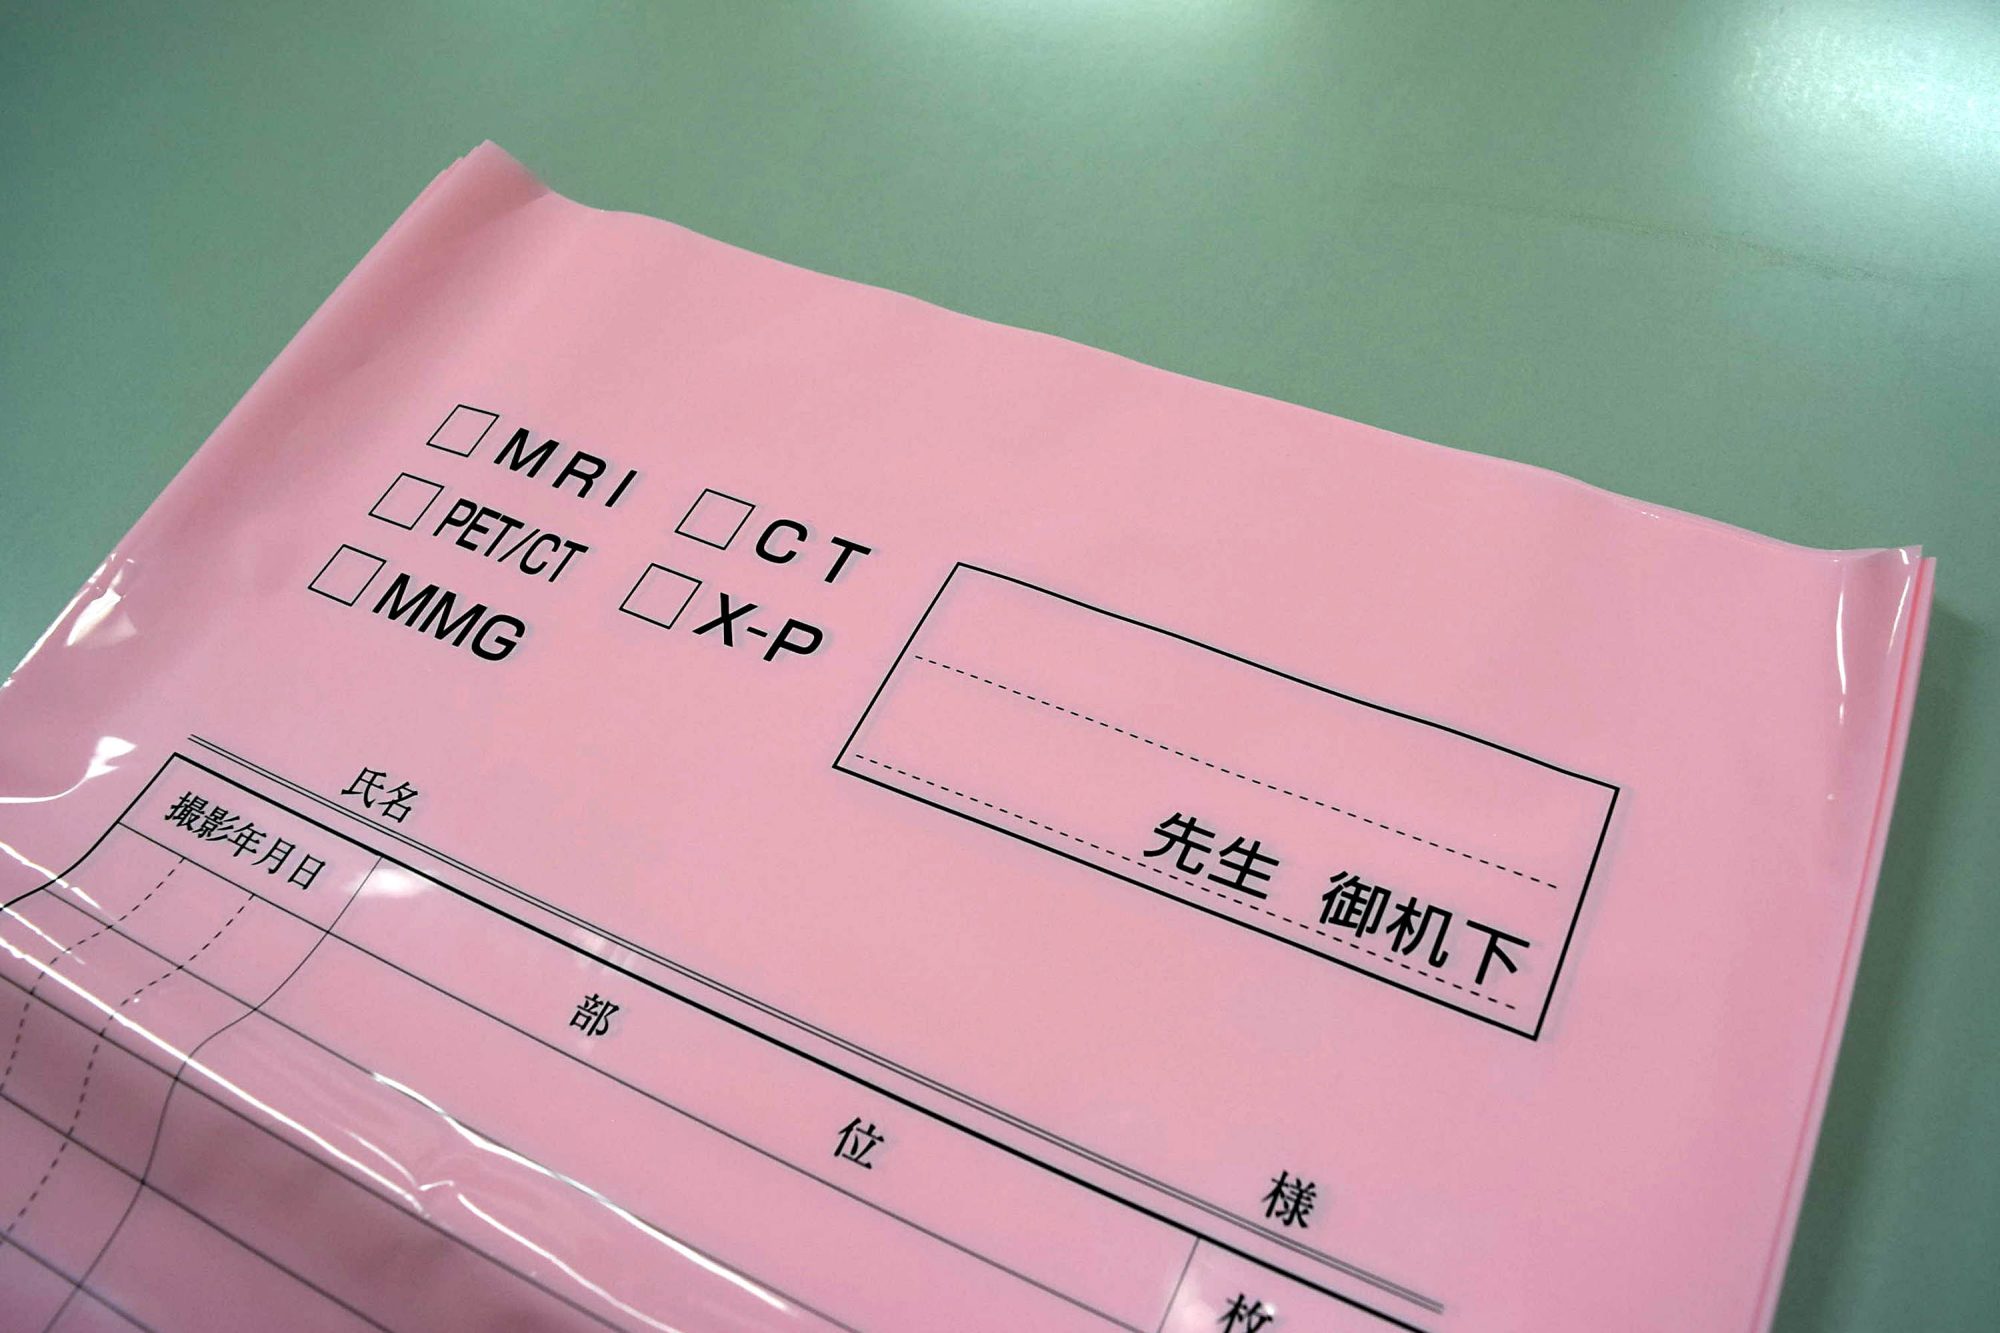 □MRI □CT
□PET/CT □X-P
□MMG
先生 御机下
氏名 様
撮影年月日 部位 枚